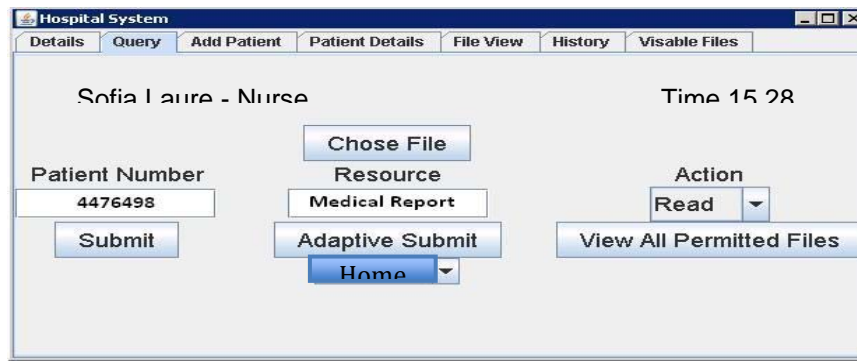 Hospital System
Details Query Add Patient Patient Details File View History Visable Files
Sofia Laure - Nurse Time 15.28
Chose File
Patient Number Resource Action
4476498 Medical Report Read
Submit Adaptive Submit View All Permitted Files
Home